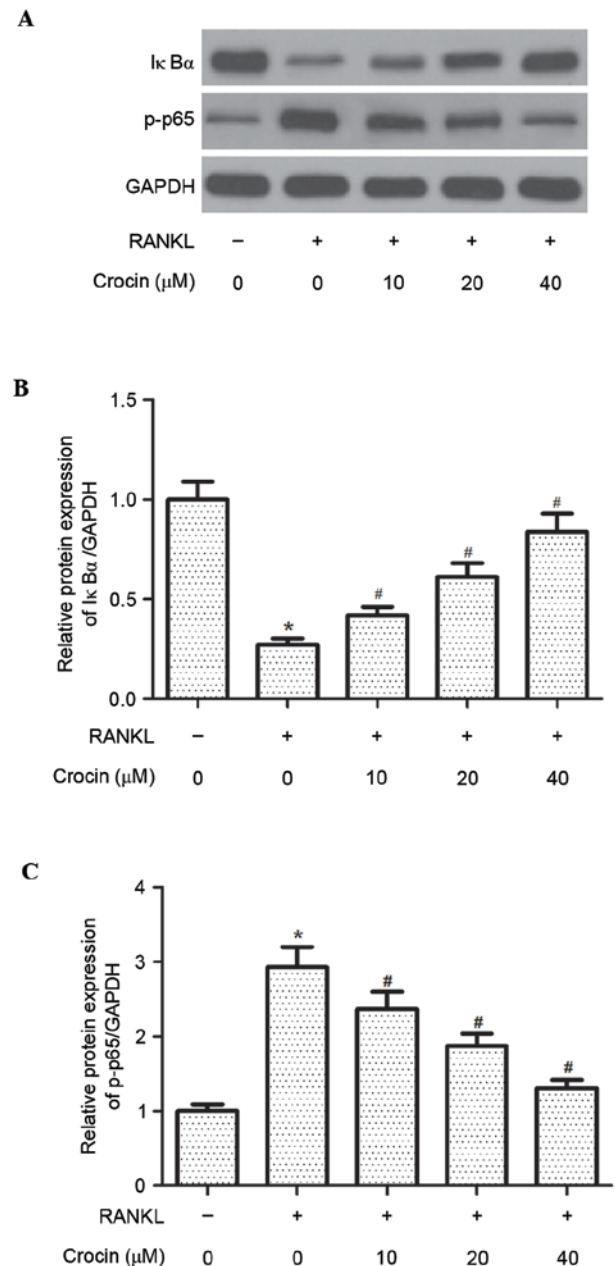 A
Iκ Bα
p-p65
GAPDH
RANKL – + + + +
Crocin (μM) 0 0 10 20 40
B
Relative protein expression
of Iκ Bα /GAPDH
1.5
1.0
0.5
0.0
* # # #
RANKL – + + + +
Crocin (μM) 0 0 10 20 40
C
Relative protein expression
of p-p65/GAPDH
4
3
2
1
0
* # # #
RANKL – + + + +
Crocin (μM) 0 0 10 20 40